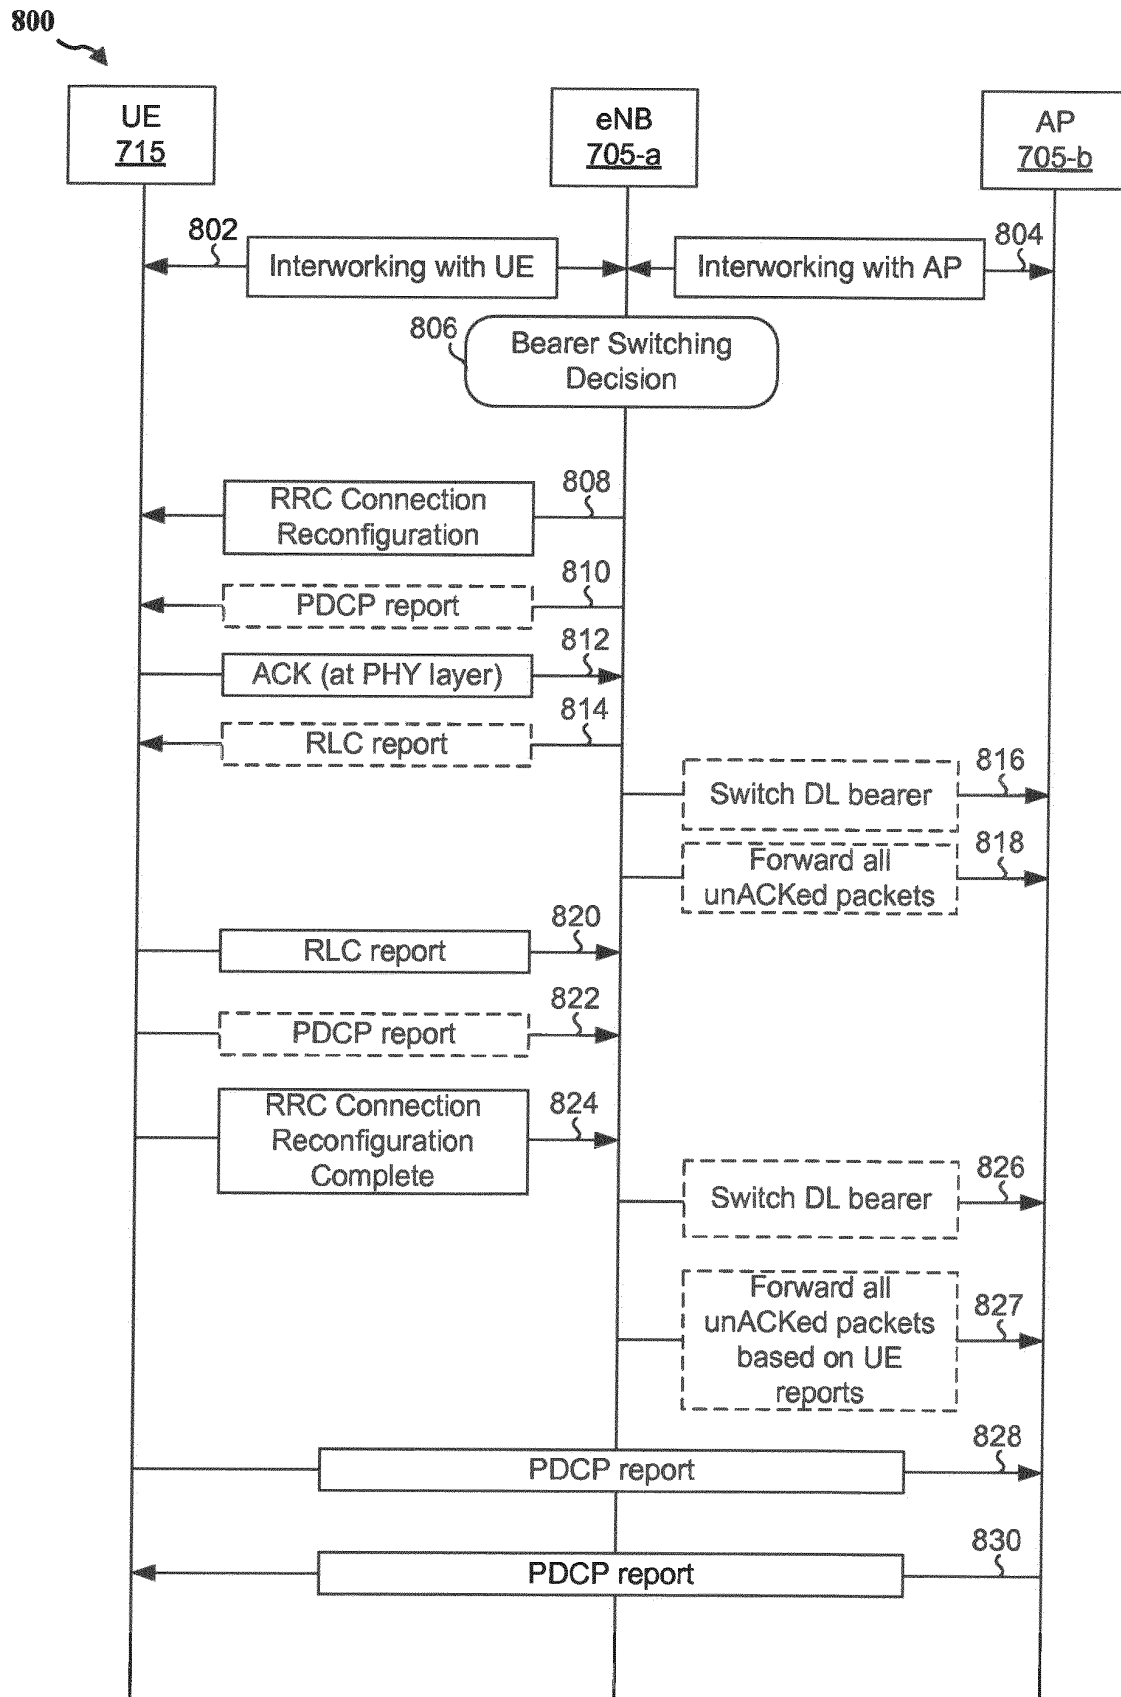 800
UE
715
eNB
705-a
AP
705-b
802
Interworking with UE
804
Interworking with AP
806
Bearer Switching
Decision
808
RRC Connection
Reconfiguration
810
PDCP report
812
ACK (at PHY layer)
814
RLC report
816
Switch DL bearer
818
Forward all
unACKed packets
820
RLC report
822
PDCP report
824
RRC Connection
Reconfiguration
Complete
826
Switch DL bearer
827
Forward all
unACKed packets
based on UE
reports
828
PDCP report
830
PDCP report